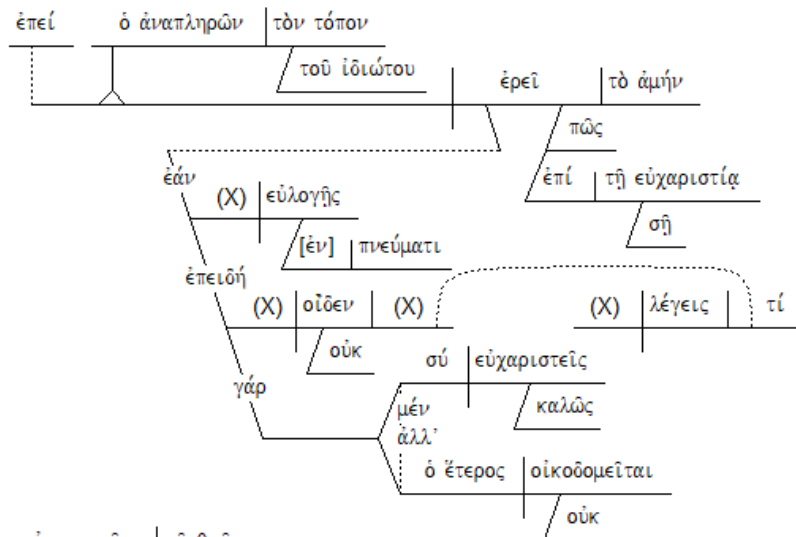 ἐπεί ὁ ἀναπληρῶν τὸν τόπον
τοῦ ἰδιώτου
ἐρεῖ τὸ ἀμήν
πῶς
ἐάν
ἐπί τῇ εὐχαριστίᾳ
(X) εὐλογῇς
σῇ
[ἐν] πνεύματι
ἐπειδή
(X) οἶδεν (X) (X) λέγεις τί
οὐκ
σύ εὐχαριστεῖς
γάρ
μέν
καλῶς
ἀλλ’
ὁ ἕτερος οἰκοδομεῖται
οὐκ